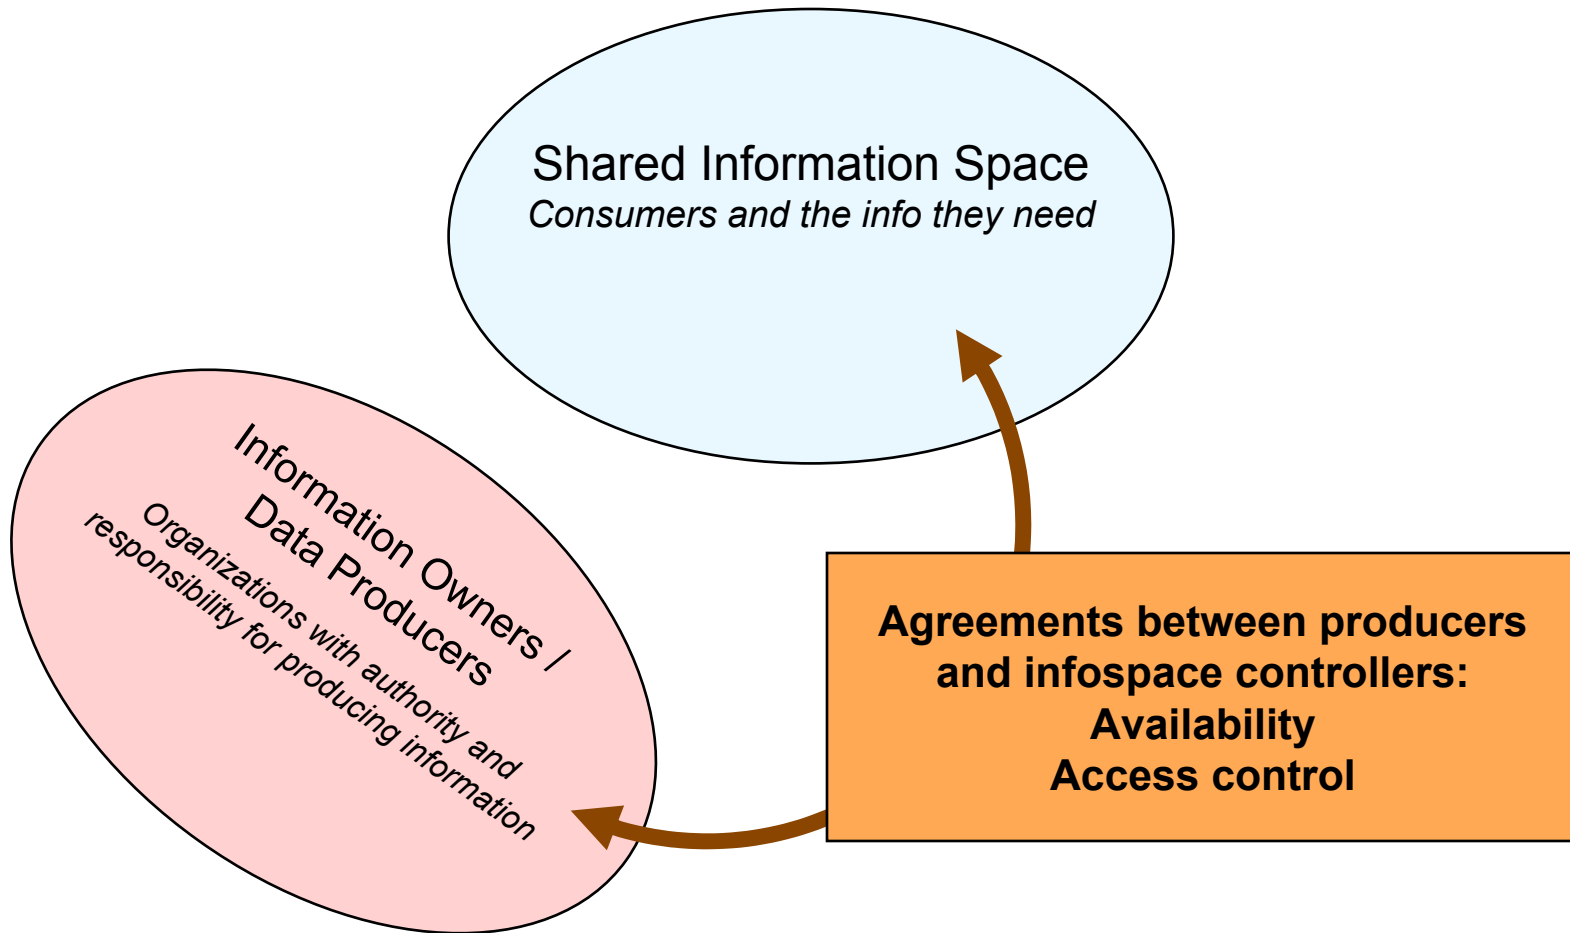 Shared Information Space
Consumers and the info they need
Information Owners /
Data Producers
Organizations with authority and
responsibility for producing information
Agreements between producers
and infospace controllers:
Availability
Access control